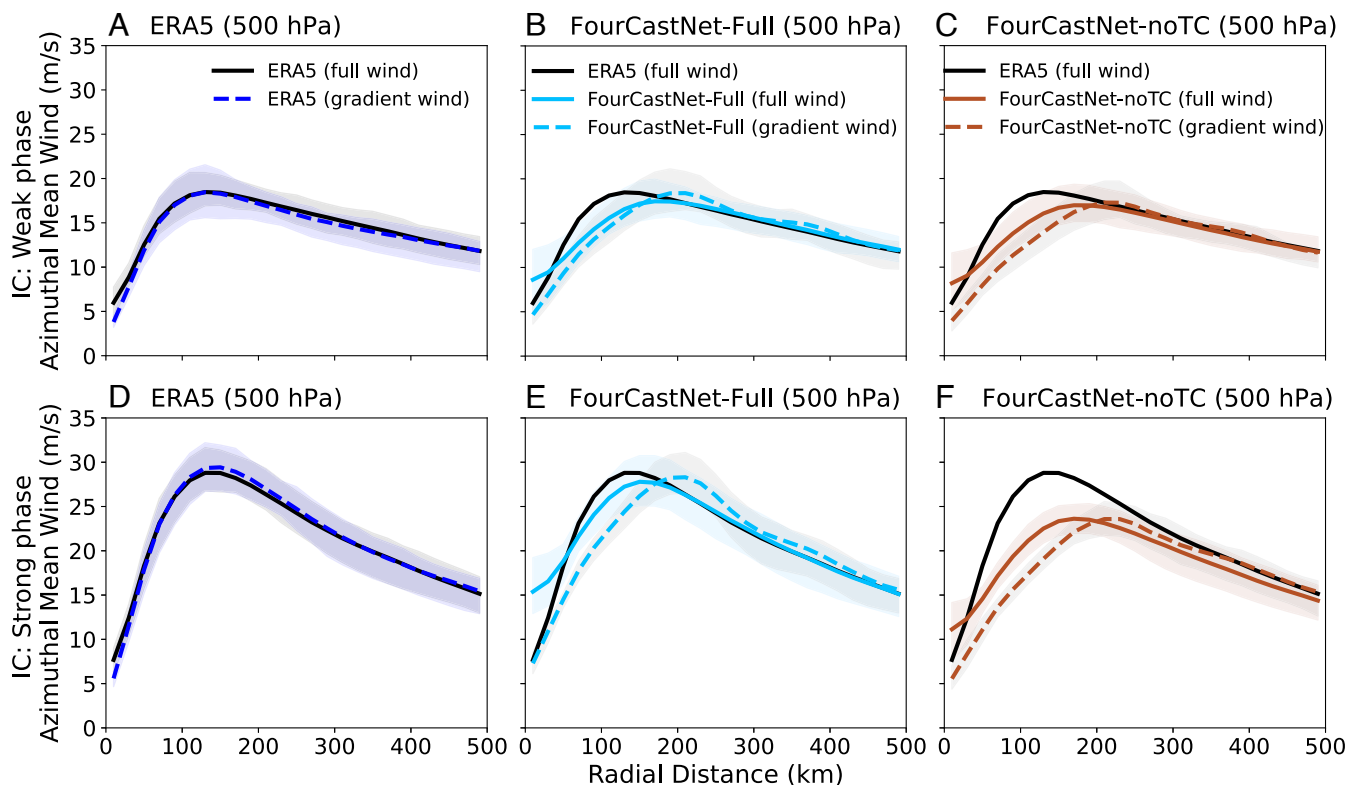 A ERA5 (500 hPa)
B FourCastNet-Full (500 hPa)
C FourCastNet-noTC (500 hPa)
IC: Weak phase
Azimuthal Mean Wind (m/s)
35
30
25
20
15
10
5
0
ERA5 (full wind)
ERA5 (gradient wind)
ERA5 (full wind)
FourCastNet-Full (full wind)
FourCastNet-Full (gradient wind)
ERA5 (full wind)
FourCastNet-noTC (full wind)
FourCastNet-noTC (gradient wind)
D ERA5 (500 hPa)
E FourCastNet-Full (500 hPa)
F FourCastNet-noTC (500 hPa)
IC: Strong phase
Azimuthal Mean Wind (m/s)
35
30
25
20
15
10
5
0
0 100 200 300 400 500
0 100 200 300 400 500
0 100 200 300 400 500
Radial Distance (km)